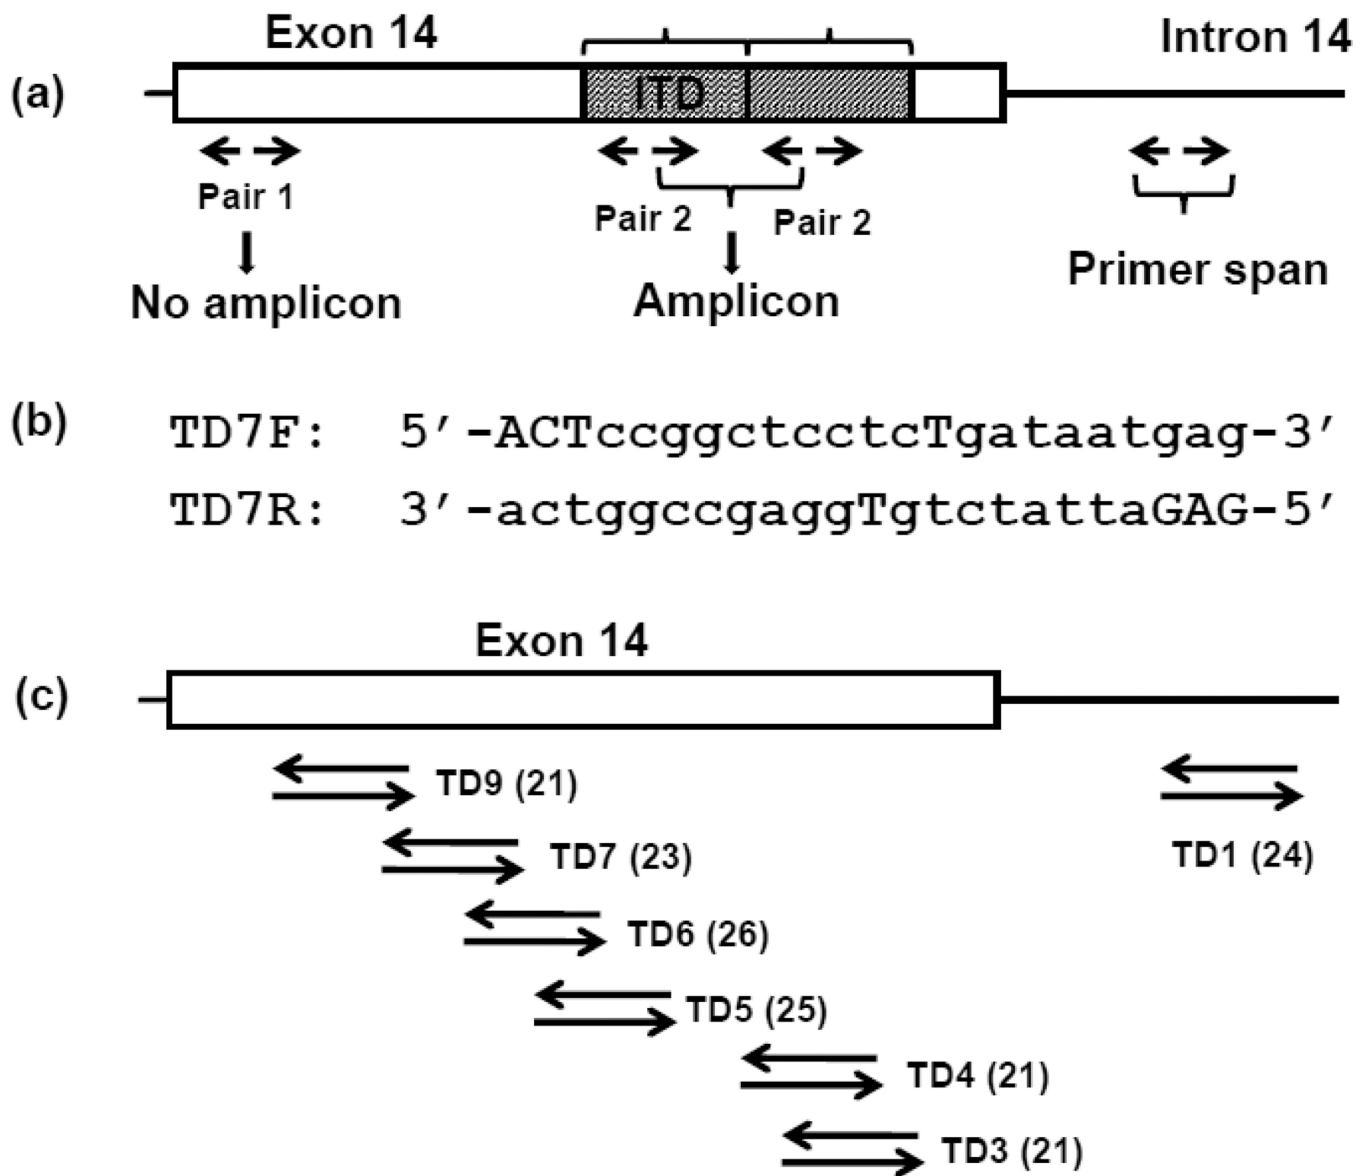 Exon 14
Intron 14
(a)
ITD
Pair 1
Pair 2
Pair 2
No amplicon
Amplicon
Primer span
(b)
TD7F: 5′-ACTccggctcctcTgataatgag-3′
TD7R: 3′-actggccgaggTgtctattaGAG-5′
Exon 14
(c)
TD9 (21)
TD7 (23)
TD1 (24)
TD6 (26)
TD5 (25)
TD4 (21)
TD3 (21)